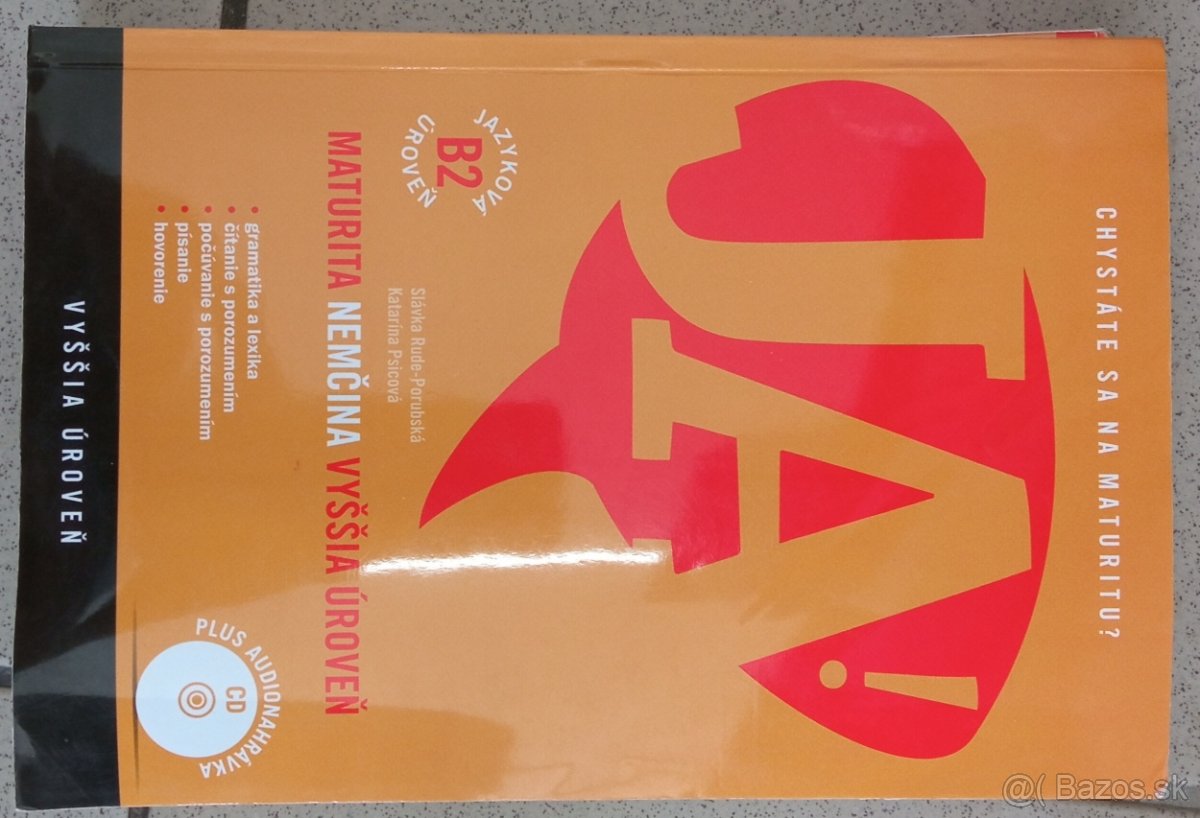 CHYSTÁTE SA NA MATURITU?
JA!
JAZYKOVÁ
B2
ÚROVEŇ
Slávka Rude-Porubská
Katarína Psicová
MATURITA NEMČINA VYŠŠIA ÚROVEŇ
• gramatika a lexika
• čítanie s porozumením
• počúvanie s porozumením
• písanie
• hovorenie
PLUS AUDIONAHRÁVKA
CD
VYŠŠIA ÚROVEŇ
@( Bazos.sk